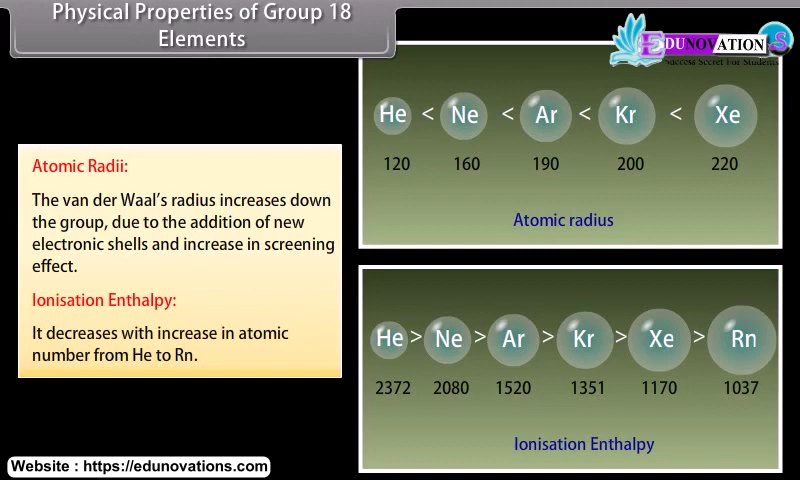 Physical Properties of Group 18
Elements
EDUNOVATIONS
Success Secret For Students
Atomic Radii:
The van der Waal's radius increases down
the group, due to the addition of new
electronic shells and increase in screening
effect.
Ionisation Enthalpy:
It decreases with increase in atomic
number from He to Rn.
He < Ne < Ar < Kr < Xe
120 160 190 200 220
Atomic radius
He > Ne > Ar > Kr > Xe > Rn
2372 2080 1520 1351 1170 1037
Ionisation Enthalpy
Website : https://edunovations.com